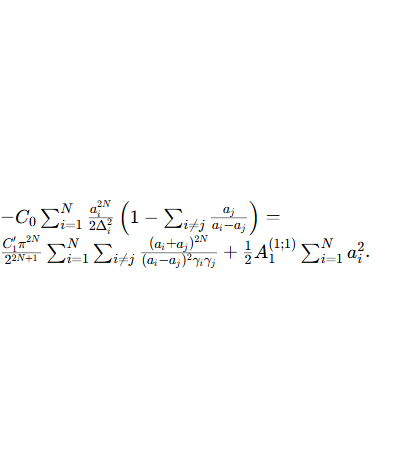 $-C_0 \sum_{i=1}^{N} \frac{a_i^{2N}}{2\Delta_i^2} \left(1 - \sum_{i \neq j} \frac{a_j}{a_i - a_j}\right) =$
$\frac{C_1' \pi^{2N}}{2^{2N+1}} \sum_{i=1}^{N} \sum_{i \neq j} \frac{(a_i + a_j)^{2N}}{(a_i - a_j)^2 \gamma_i \gamma_j} + \frac{1}{2} A_1^{(1;1)} \sum_{i=1}^{N} a_i^2.$